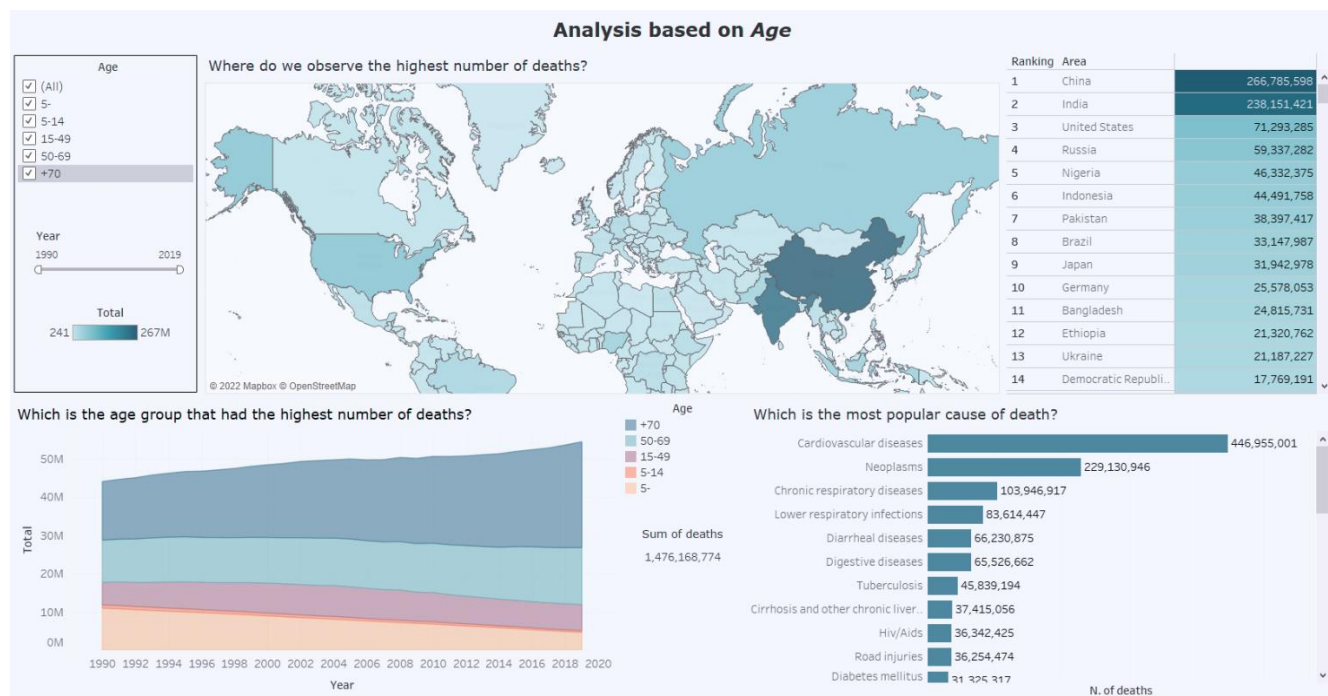 Analysis based on Age
Age
(All)
5-
5-14
15-49
50-69
+70
Year
1990 2019
Total
241 267M
Where do we observe the highest number of deaths?
© 2022 Mapbox © OpenStreetMap
Ranking Area
1 China 266,785,598
2 India 238,151,421
3 United States 71,293,285
4 Russia 59,337,282
5 Nigeria 46,332,375
6 Indonesia 44,491,758
7 Pakistan 38,397,417
8 Brazil 33,147,987
9 Japan 31,942,978
10 Germany 25,578,053
11 Bangladesh 24,815,731
12 Ethiopia 21,320,762
13 Ukraine 21,187,227
14 Democratic Republi.. 17,769,191
Which is the age group that had the highest number of deaths?
50M
40M
30M
20M
10M
0M
Total
1990 1992 1994 1996 1998 2000 2002 2004 2006 2008 2010 2012 2014 2016 2018 2020
Year
Age
+70
50-69
15-49
5-14
5-
Sum of deaths
1,476,168,774
Which is the most popular cause of death?
Cardiovascular diseases 446,955,001
Neoplasms 229,130,946
Chronic respiratory diseases 103,946,917
Lower respiratory infections 83,614,447
Diarrheal diseases 66,230,875
Digestive diseases 65,526,662
Tuberculosis 45,839,194
Cirrhosis and other chronic liver.. 37,415,056
Hiv/Aids 36,342,425
Road injuries 36,254,474
Diabetes mellitus 31,325,317
N. of deaths